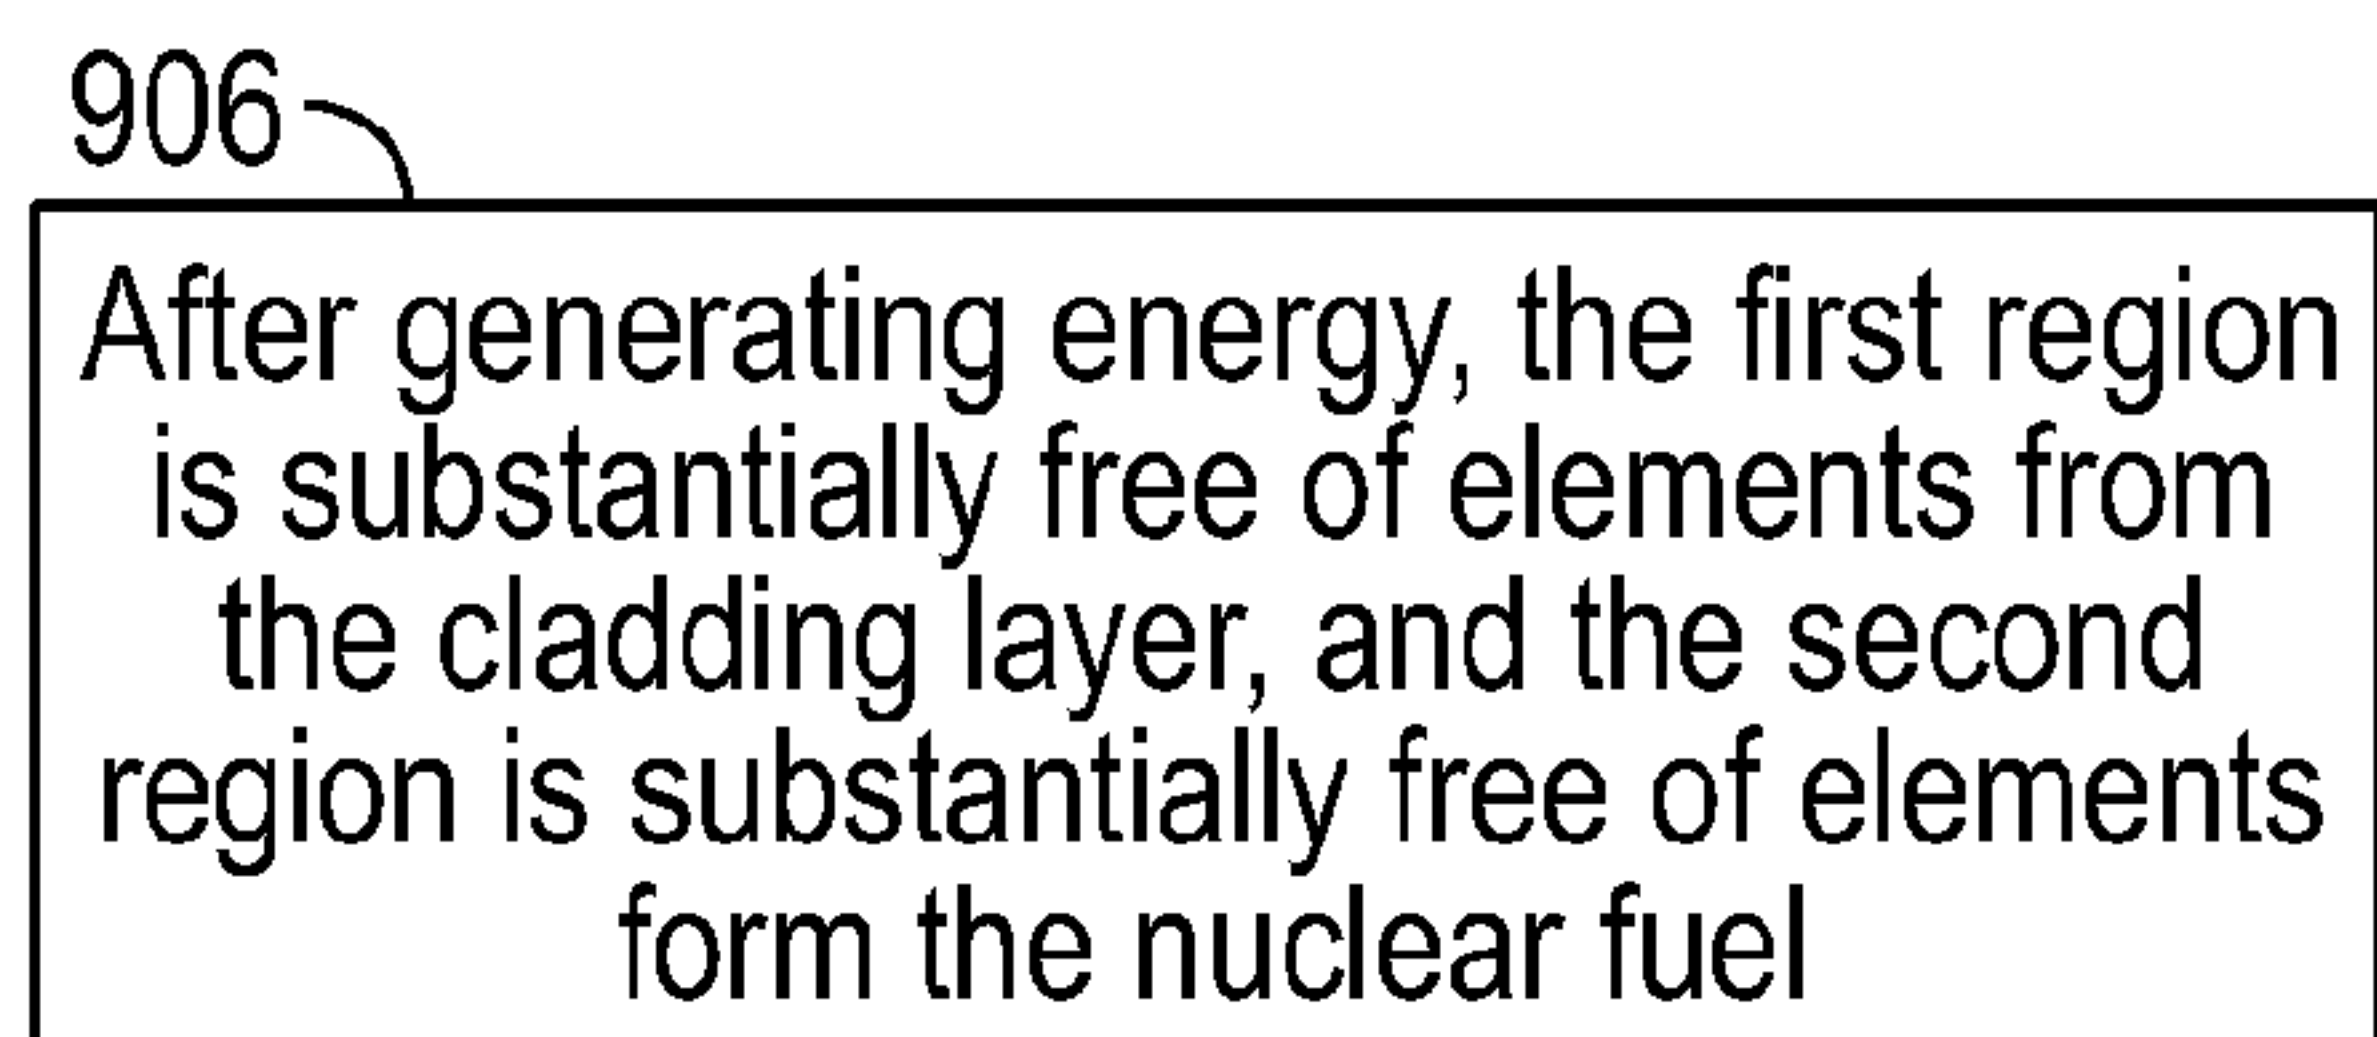 906
After generating energy, the first region
is substantially free of elements from
the cladding layer, and the second
region is substantially free of elements
form the nuclear fuel